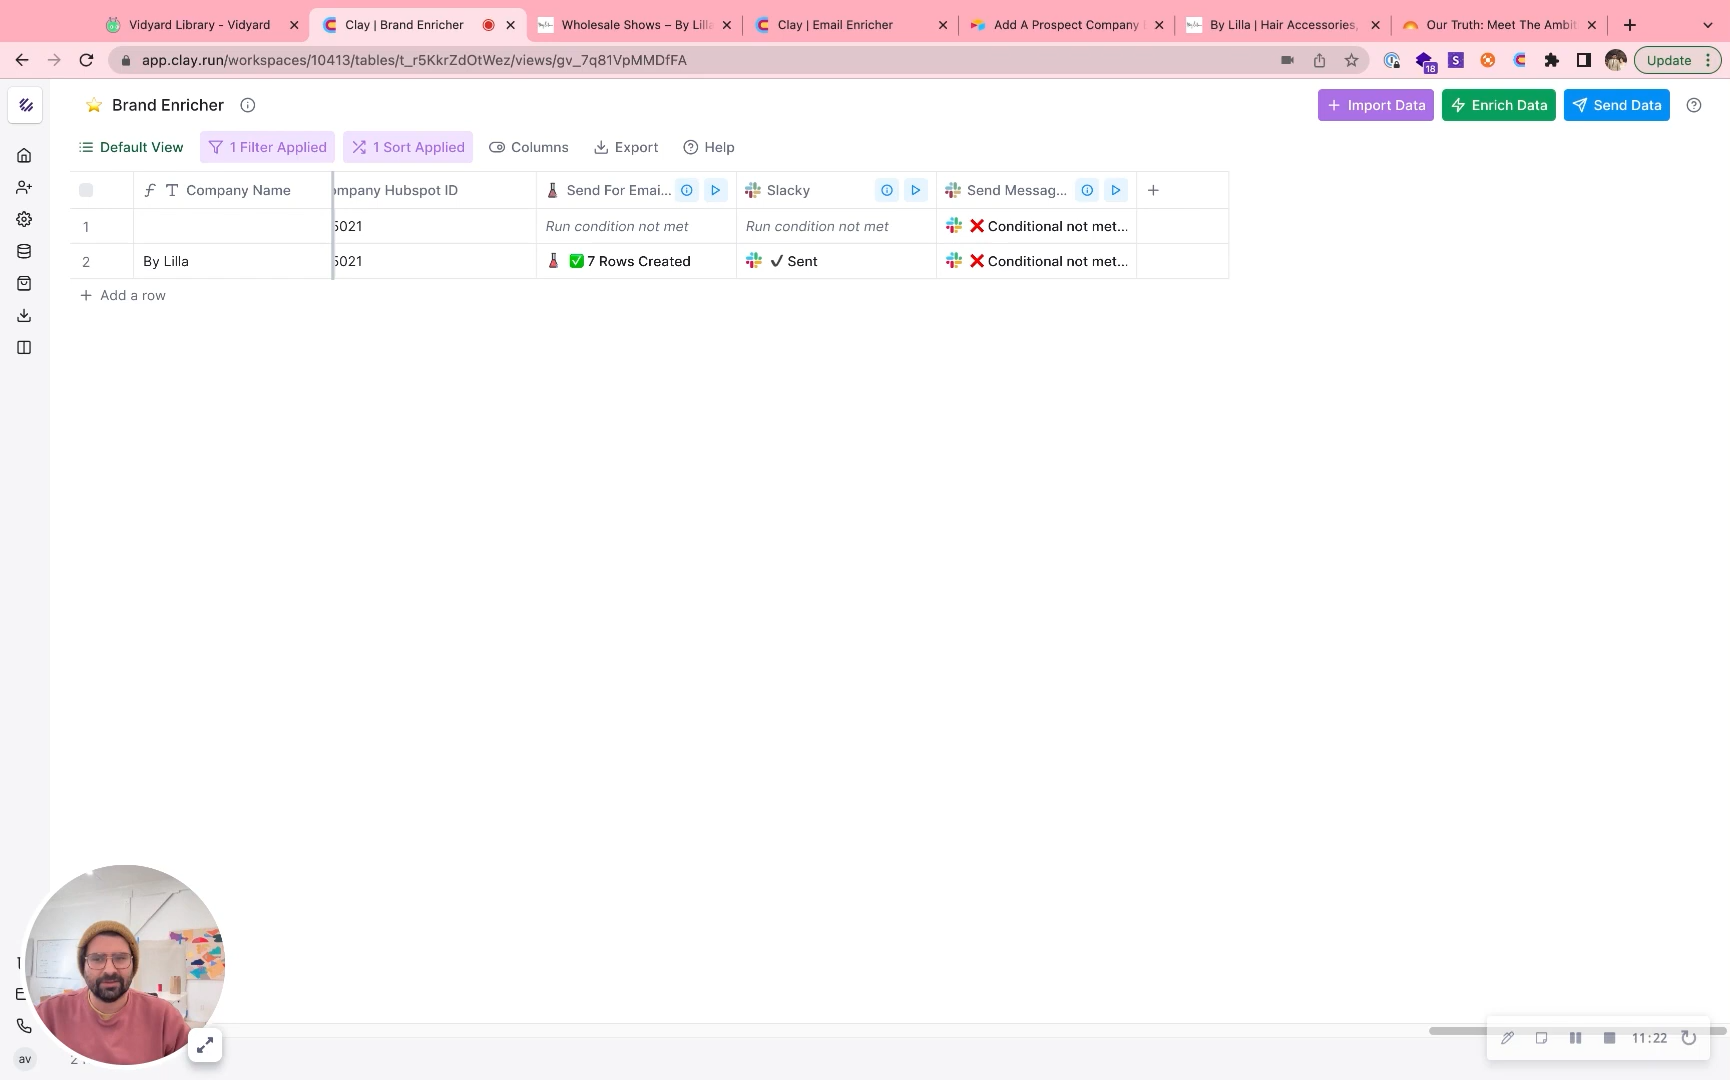 Vidyard Library - Vidyard
Clay | Brand Enricher
Wholesale Shows – By Lilla
Clay | Email Enricher
Add A Prospect Company
By Lilla | Hair Accessories,
Our Truth: Meet The Ambit
app.clay.run/workspaces/10413/tables/t_r5KkrZdOtWez/views/gv_7q81VpMMDfFA
18
S
Update
Brand Enricher
Import Data
Enrich Data
Send Data
Default View
1 Filter Applied
1 Sort Applied
Columns
Export
Help
Company Name
ompany Hubspot ID
Send For Emai...
Slacky
Send Messag...
1
5021
Run condition not met
Run condition not met
❌ Conditional not met...
2
By Lilla
5021
✅ 7 Rows Created
✓ Sent
❌ Conditional not met...
+ Add a row
av
11:22